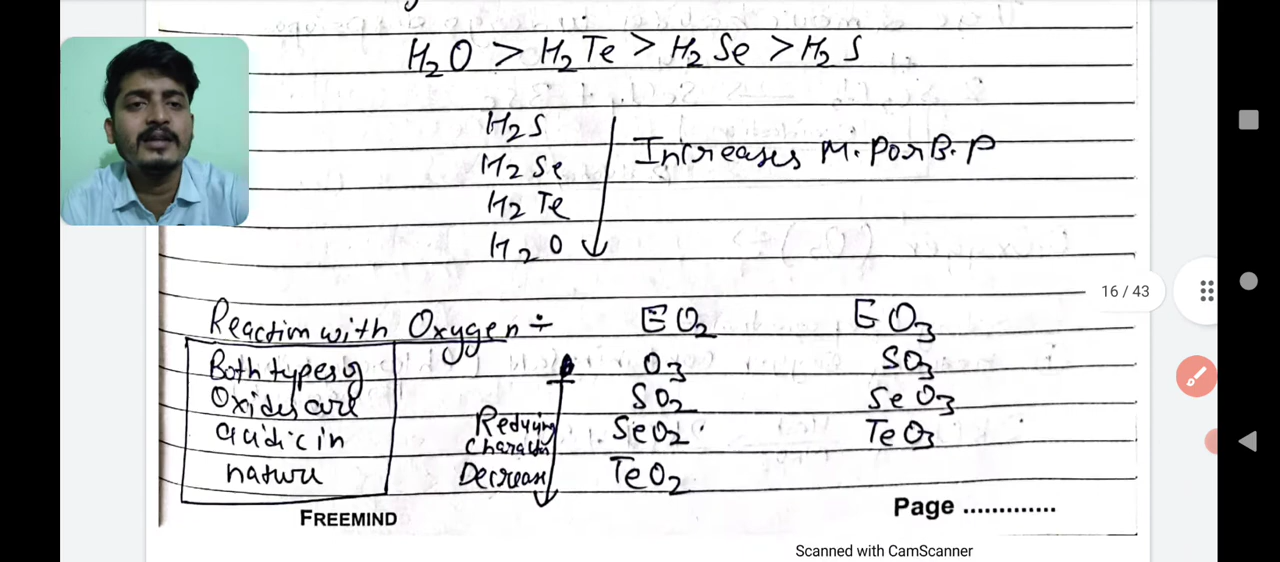 H₂O > H₂Te > H₂Se > H₂S
H₂S
H₂Se
H₂Te
H₂O
Increases M.P or B.P
16 / 43
Reaction with Oxygen ÷ EO₂ EO₃
Both types of
Oxides are
acidic in
nature
Reducing
Character
Decrease
O₃ SO₃
SO₂ SeO₃
SeO₂ TeO₃
TeO₂
FREEMIND
Page .............
Scanned with CamScanner